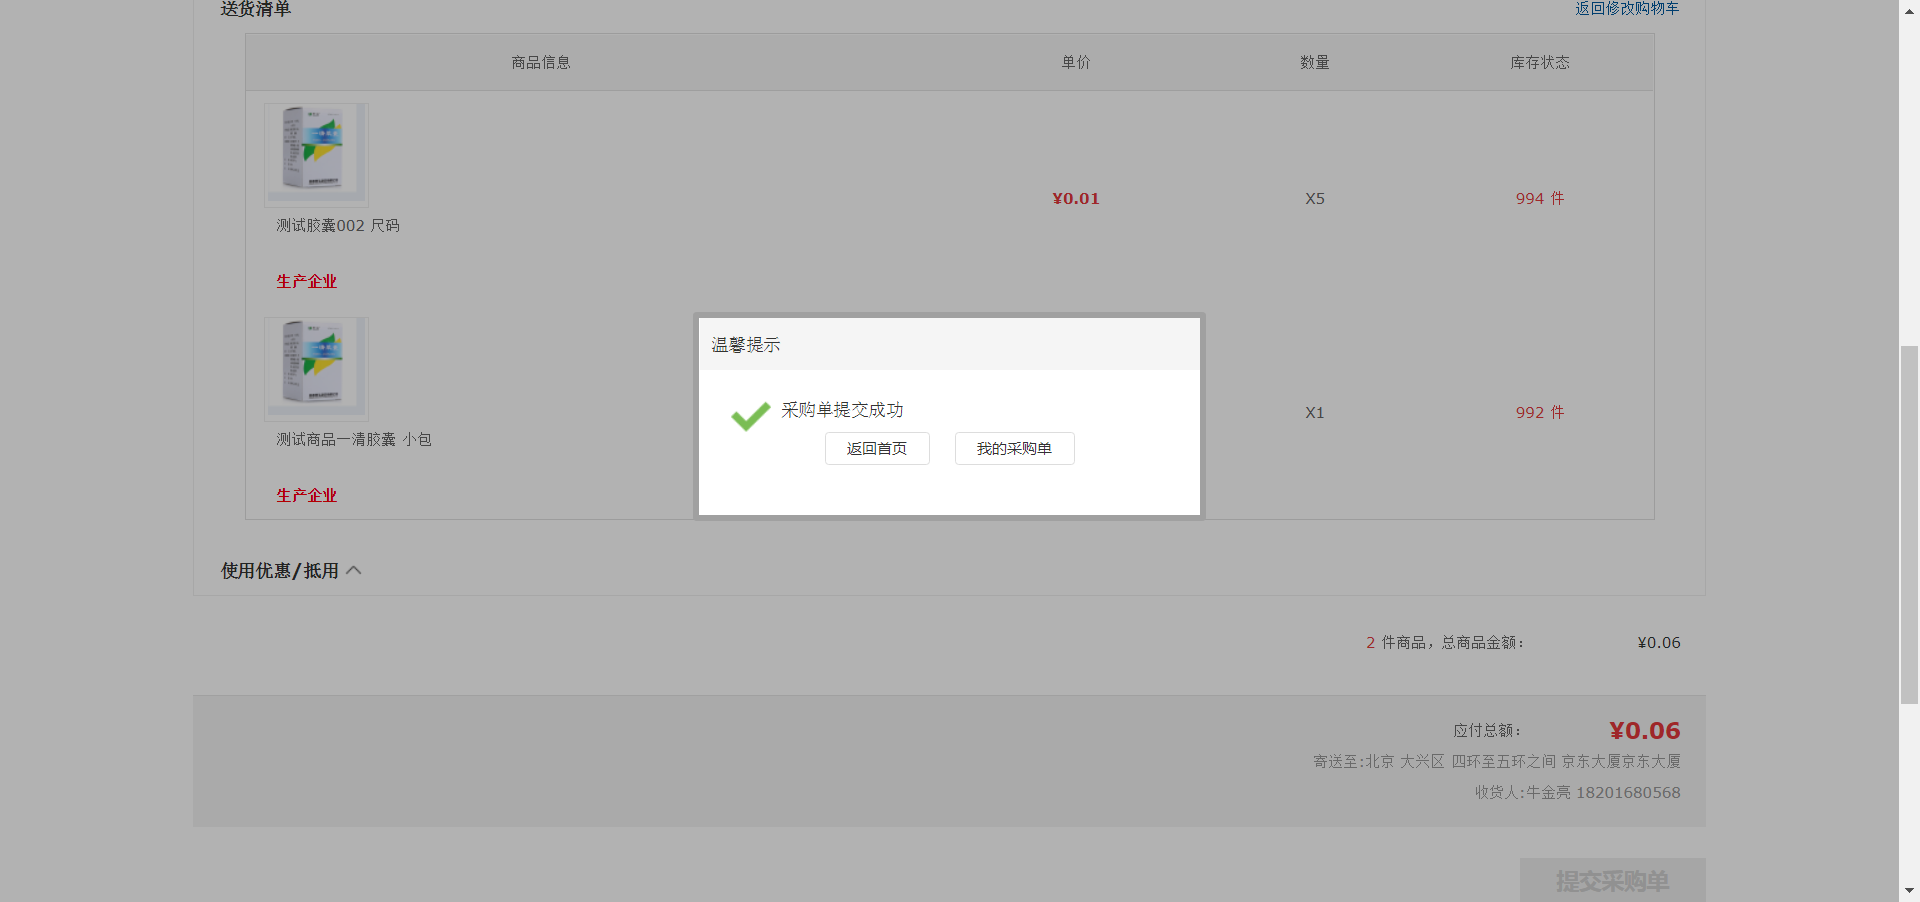 送货清单
返回修改购物车
商品信息 单价 数量 库存状态
¥0.01 X5 994 件
测试胶囊002 尺码
生产企业
温馨提示
采购单提交成功
返回首页 我的采购单
X1 992 件
测试商品一清胶囊 小包
生产企业
使用优惠/抵用
2 件商品，总商品金额： ¥0.06
应付总额： ¥0.06
寄送至:北京 大兴区 四环至五环之间 京东大厦京东大厦
收货人:牛金亮 18201680568
提交采购单